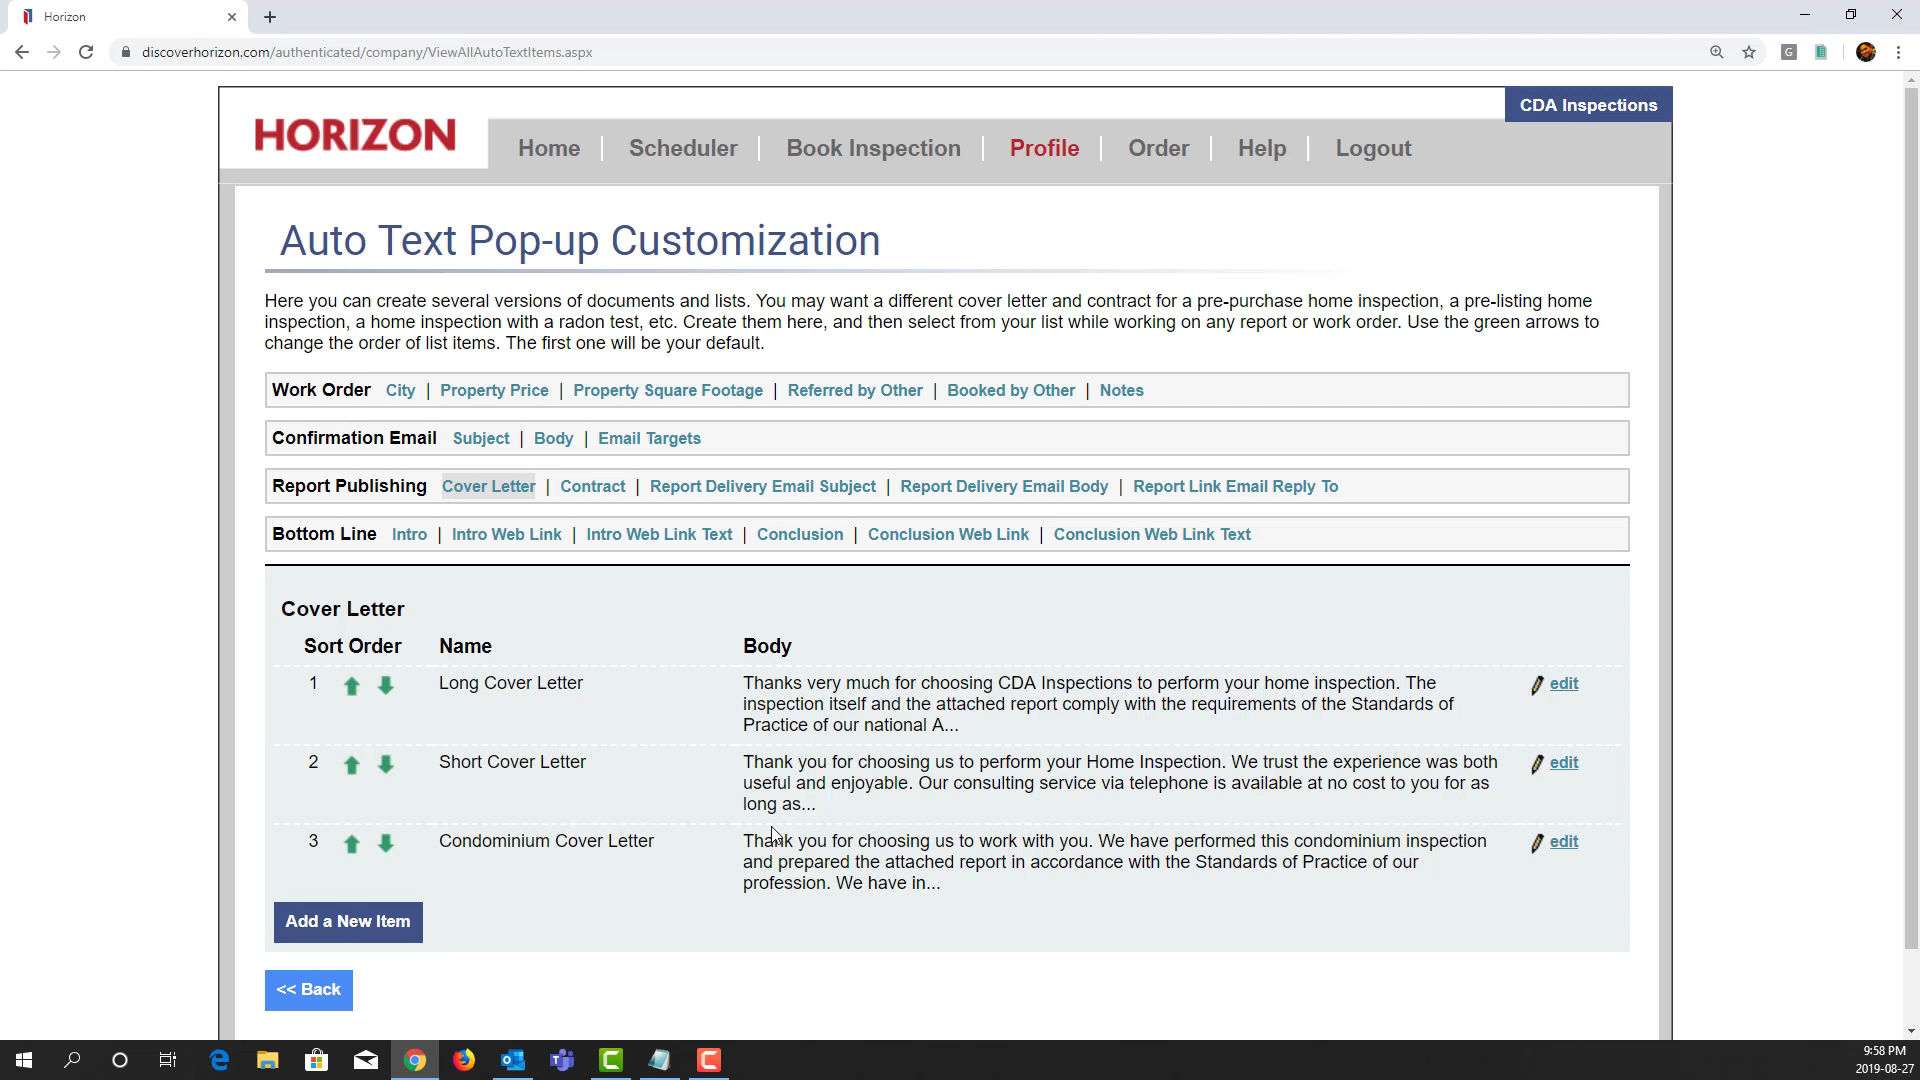 Horizon
discoverhorizon.com/authenticated/company/ViewAllAutoTextItems.aspx
CDA Inspections
HORIZON
Home | Scheduler | Book Inspection | Profile | Order | Help | Logout
Auto Text Pop-up Customization
Here you can create several versions of documents and lists. You may want a different cover letter and contract for a pre-purchase home inspection, a pre-listing home
inspection, a home inspection with a radon test, etc. Create them here, and then select from your list while working on any report or work order. Use the green arrows to
change the order of list items. The first one will be your default.
Work Order City | Property Price | Property Square Footage | Referred by Other | Booked by Other | Notes
Confirmation Email Subject | Body | Email Targets
Report Publishing Cover Letter | Contract | Report Delivery Email Subject | Report Delivery Email Body | Report Link Email Reply To
Bottom Line Intro | Intro Web Link | Intro Web Link Text | Conclusion | Conclusion Web Link | Conclusion Web Link Text
Cover Letter
Sort Order Name Body
1 Long Cover Letter Thanks very much for choosing CDA Inspections to perform your home inspection. The edit
inspection itself and the attached report comply with the requirements of the Standards of
Practice of our national A...
2 Short Cover Letter Thank you for choosing us to perform your Home Inspection. We trust the experience was both edit
useful and enjoyable. Our consulting service via telephone is available at no cost to you for as
long as...
3 Condominium Cover Letter Thank you for choosing us to work with you. We have performed this condominium inspection edit
and prepared the attached report in accordance with the Standards of Practice of our
profession. We have in...
Add a New Item
<< Back
9:58 PM
2019-08-27